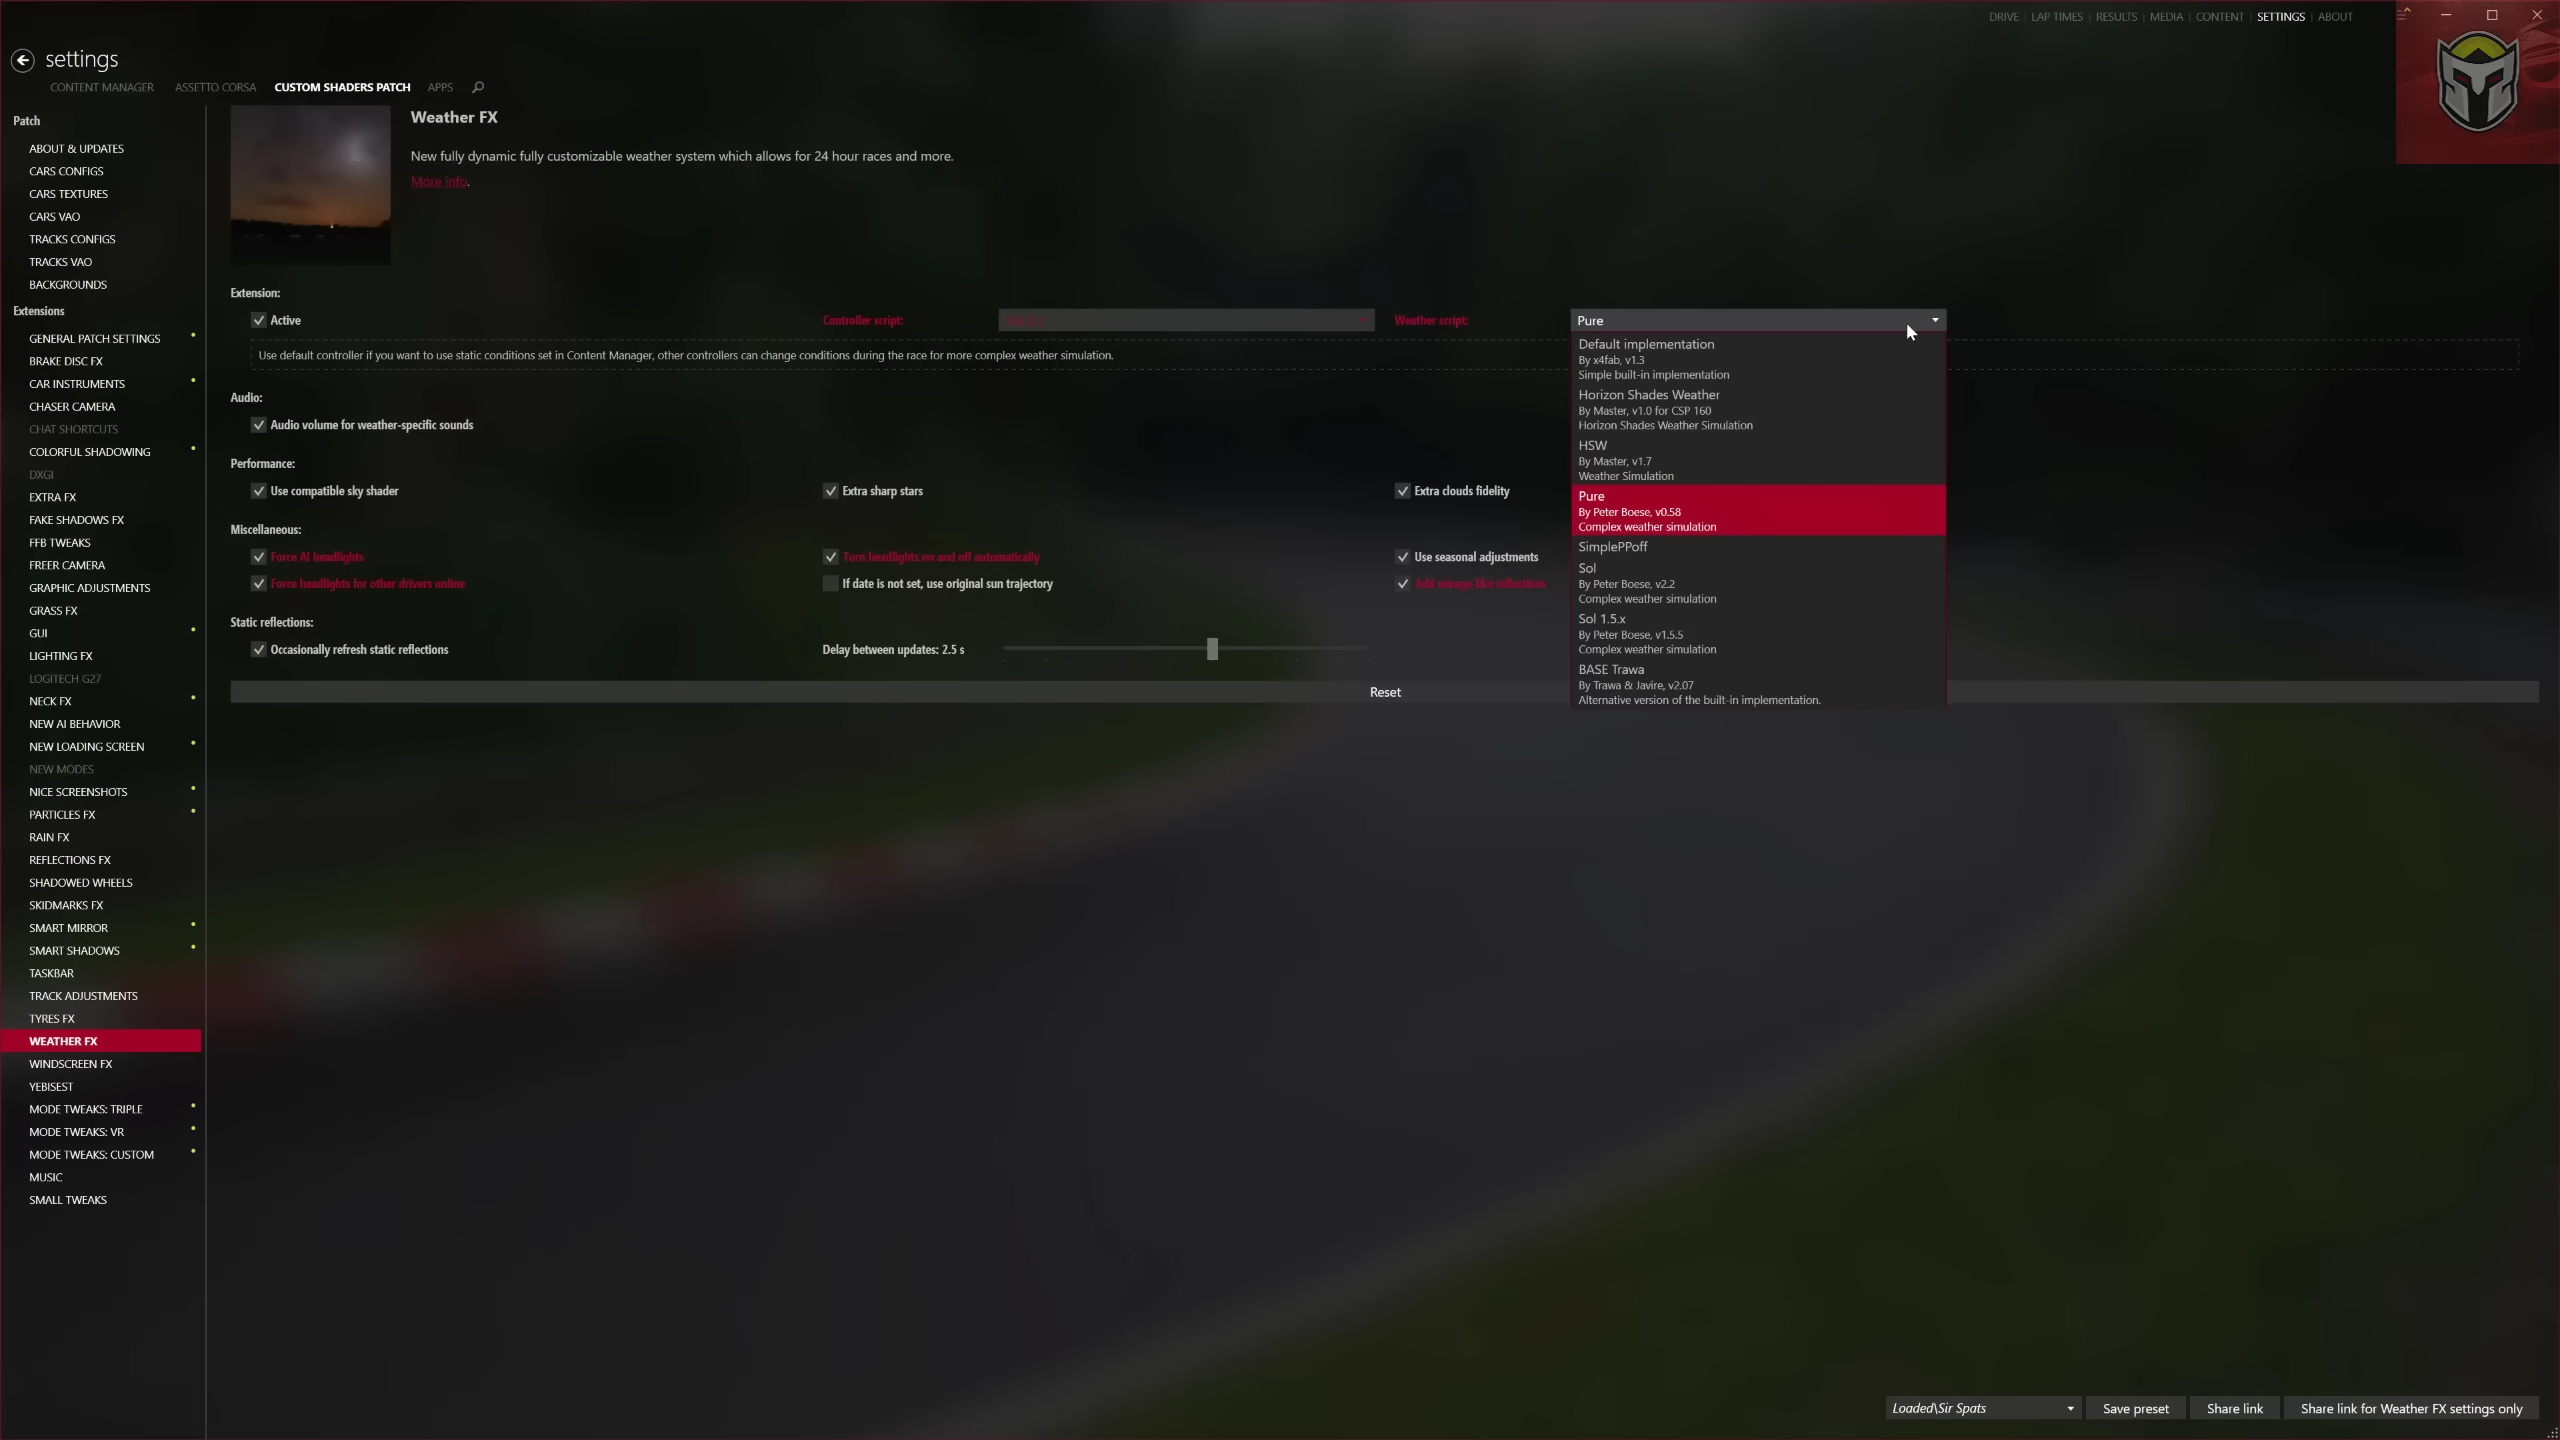 DRIVE | LAP TIMES | RESULTS | MEDIA | CONTENT | SETTINGS | ABOUT
settings
CONTENT MANAGER ASSETTO CORSA CUSTOM SHADERS PATCH APPS
Patch
ABOUT & UPDATES
CARS CONFIGS
CARS TEXTURES
CARS VAO
TRACKS CONFIGS
TRACKS VAO
BACKGROUNDS
Extensions
GENERAL PATCH SETTINGS
BRAKE DISC FX
CAR INSTRUMENTS
CHASER CAMERA
CHAT SHORTCUTS
COLORFUL SHADOWING
DXGI
EXTRA FX
FAKE SHADOWS FX
FFB TWEAKS
FREER CAMERA
GRAPHIC ADJUSTMENTS
GRASS FX
GUI
LIGHTING FX
LOGITECH G27
NECK FX
NEW AI BEHAVIOR
NEW LOADING SCREEN
NEW MODES
NICE SCREENSHOTS
PARTICLES FX
RAIN FX
REFLECTIONS FX
SHADOWED WHEELS
SKIDMARKS FX
SMART MIRROR
SMART SHADOWS
TASKBAR
TRACK ADJUSTMENTS
TYRES FX
WEATHER FX
WINDSCREEN FX
YEBISEST
MODE TWEAKS: TRIPLE
MODE TWEAKS: VR
MODE TWEAKS: CUSTOM
MUSIC
SMALL TWEAKS
Weather FX
New fully dynamic fully customizable weather system which allows for 24 hour races and more.
More info.
Extension:
Active
Controller script:
Weather script:
Pure
Use default controller if you want to use static conditions set in Content Manager, other controllers can change conditions during the race for more complex weather simulation.
Audio:
Audio volume for weather-specific sounds
Performance:
Use compatible sky shader
Extra sharp stars
Extra clouds fidelity
Miscellaneous:
Force AI headlights
Turn headlights on and off automatically
Use seasonal adjustments
Force headlights for other drivers online
If date is not set, use original sun trajectory
Add mirage-like reflections
Static reflections:
Occasionally refresh static reflections
Delay between updates: 2.5 s
Reset
Default implementation
By x4fab, v1.3
Simple built-in implementation
Horizon Shades Weather
By Master, v1.0 for CSP 160
Horizon Shades Weather Simulation
HSW
By Master, v1.7
Weather Simulation
Pure
By Peter Boese, v0.58
Complex weather simulation
SimplePPoff
Sol
By Peter Boese, v2.2
Complex weather simulation
Sol 1.5.x
By Peter Boese, v1.5.5
Complex weather simulation
BASE Trawa
By Trawa & Javire, v2.07
Alternative version of the built-in implementation.
Loaded\Sir Spats
Save preset
Share link
Share link for Weather FX settings only